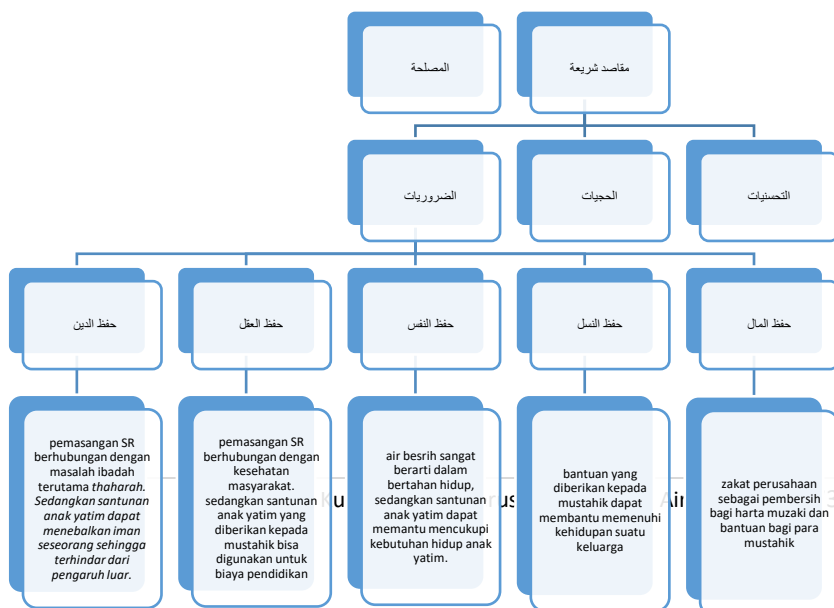 المصلحة
مقاصد شريعة
الضروريات
الحجيات
التحسنيات
حفظ الدين
حفظ العقل
حفظ النفس
حفظ النسل
حفظ المال
pemasangan SR
berhubungan dengan
masalah ibadah
terutama thaharah.
Sedangkan santunan
anak yatim dapat
menebalkan iman
seseorang sehingga
terhindar dari
pengaruh luar.
pemasangan SR
berhubungan dengan
kesehatan
masyarakat.
sedangkan santunan
anak yatim yang
diberikan kepada
mustahik bisa
digunakan untuk
biaya pendidikan
air besrih sangat
berarti dalam
bertahan hidup,
sedangkan santunan
anak yatim dapat
memantu mencukupi
kebutuhan hidup anak
yatim.
bantuan yang
diberikan kepada
mustahik dapat
membantu memenuhi
kehidupan suatu
keluarga
zakat perusahaan
sebagai pembersih
bagi harta muzaki dan
bantuan bagi para
mustahik